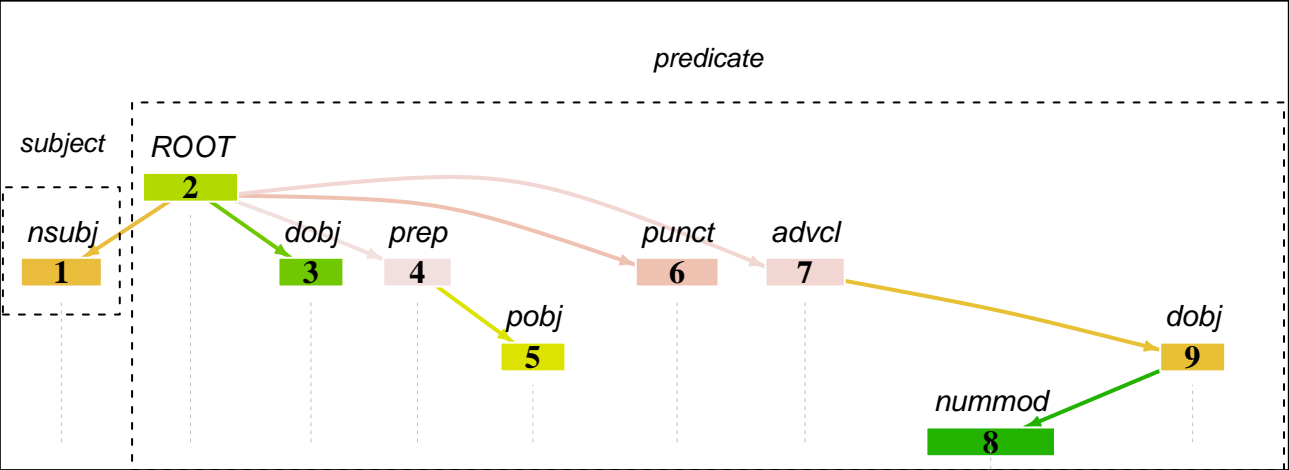 predicate
subject ROOT
2
nsubj dobj prep punct advcl
1 3 4 6 7
pobj dobj
5 9
nummod
8